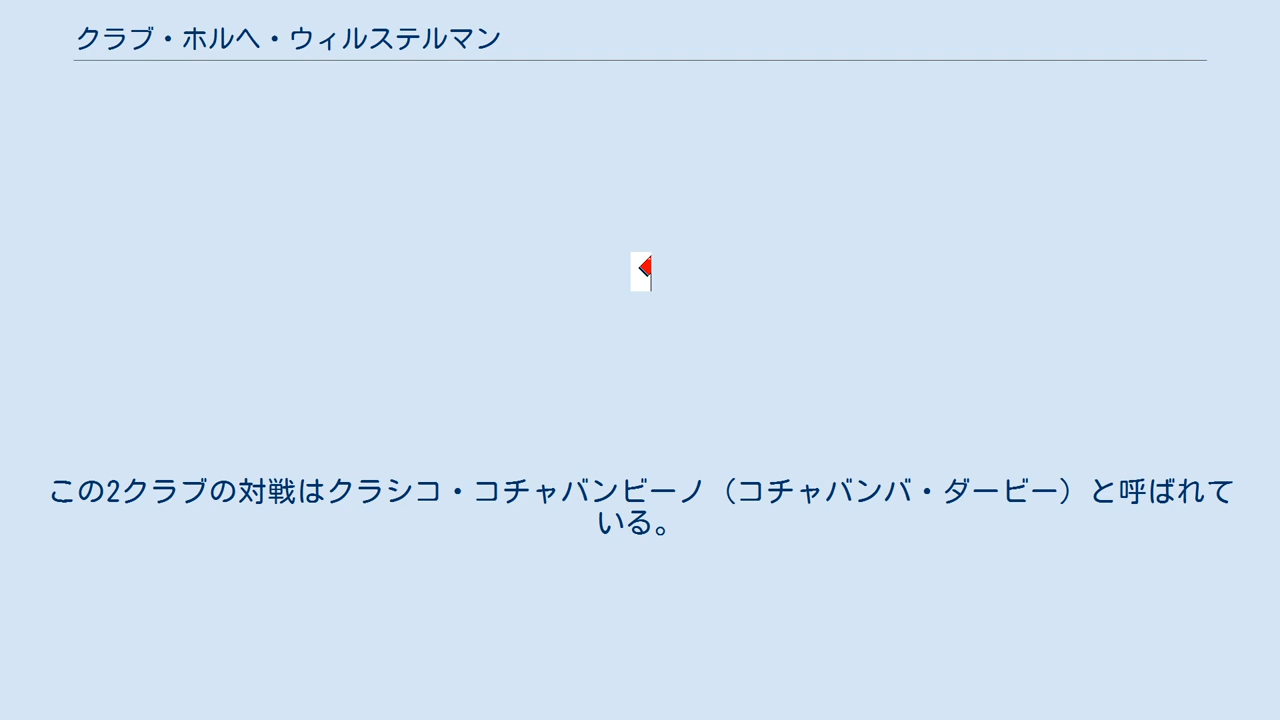 クラブ・ホルヘ・ウィルステルマン
この2クラブの対戦はクラシコ・コチャバンビーノ（コチャバンバ・ダービー）と呼ばれて
いる。